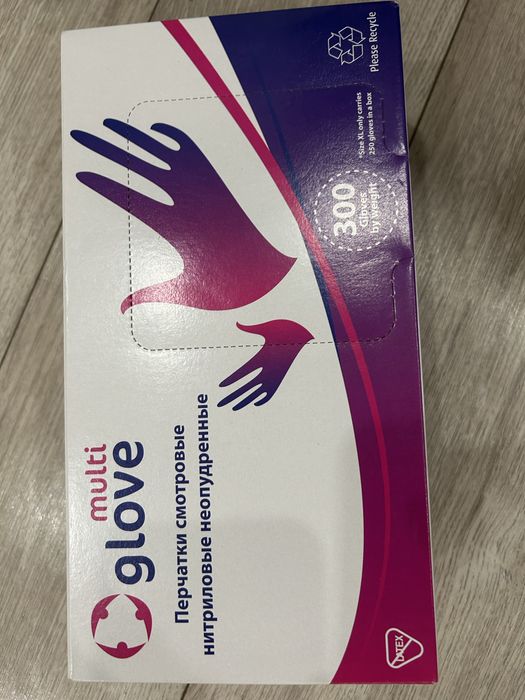 multi
glove
Перчатки смотровые
нитриловые неопудренные
300
Gloves
by weight
*Size XL only carries
250 gloves in a box
Please Recycle
LATEX